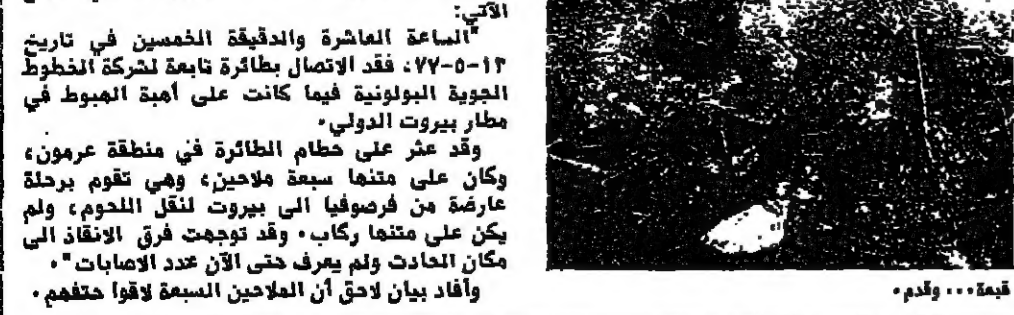 الآتي:
"الساعة العاشرة والدقيقة الخمسين في تاريخ
١٣-٥-٧٧، فقد الاتصال بطائرة تابعة لشركة الخطوط
الجوية البولونية فيما كانت على أهبة الهبوط في
مطار بيروت الدولي.
وقد عثر على حطام الطائرة في منطقة عرمون،
وكان على متنها سبعة ملاحين، وهي تقوم برحلة
عارضة من فرصوفيا الى بيروت لنقل اللحوم، ولم
يكن على متنها ركاب. وقد توجهت فرق الانقاذ الى
مكان الحادث ولم يعرف حتى الآن عدد الاصابات".
وأفاد بيان لاحق أن الملاحين السبعة لاقوا حتفهم.
قبعة... وقدم.